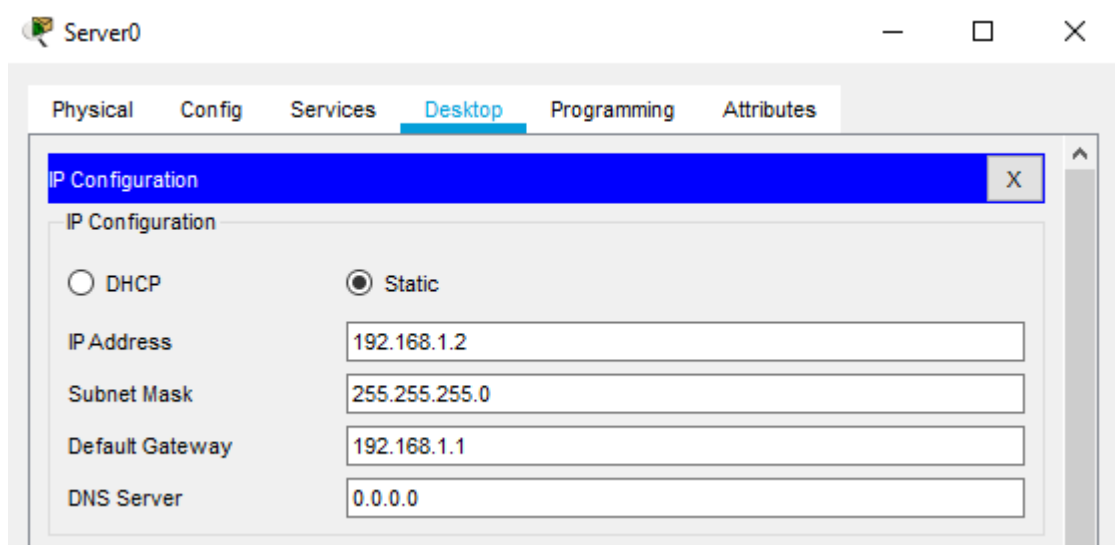 Server0
Physical Config Services Desktop Programming Attributes
IP Configuration X
IP Configuration
DHCP Static
IP Address 192.168.1.2
Subnet Mask 255.255.255.0
Default Gateway 192.168.1.1
DNS Server 0.0.0.0